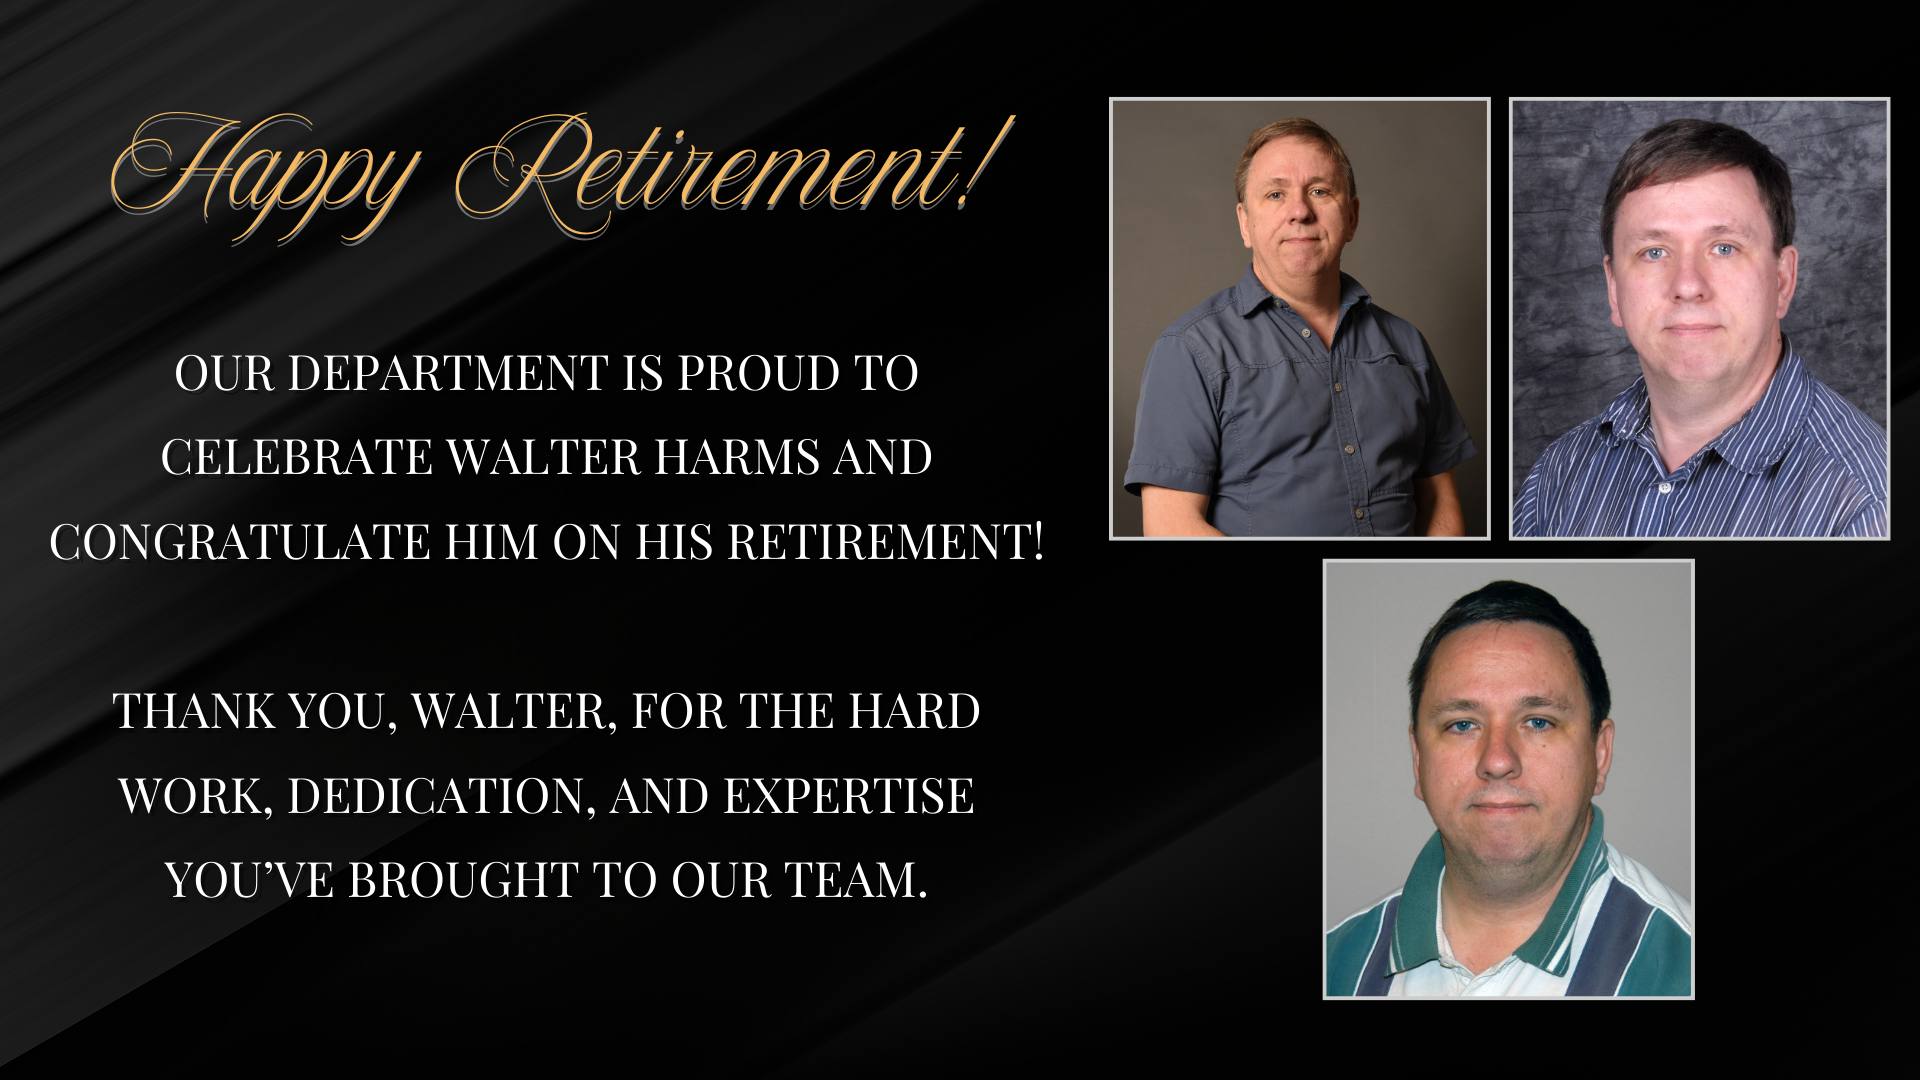 Happy Retirement!
OUR DEPARTMENT IS PROUD TO
CELEBRATE WALTER HARMS AND
CONGRATULATE HIM ON HIS RETIREMENT!
THANK YOU, WALTER, FOR THE HARD
WORK, DEDICATION, AND EXPERTISE
YOU’VE BROUGHT TO OUR TEAM.